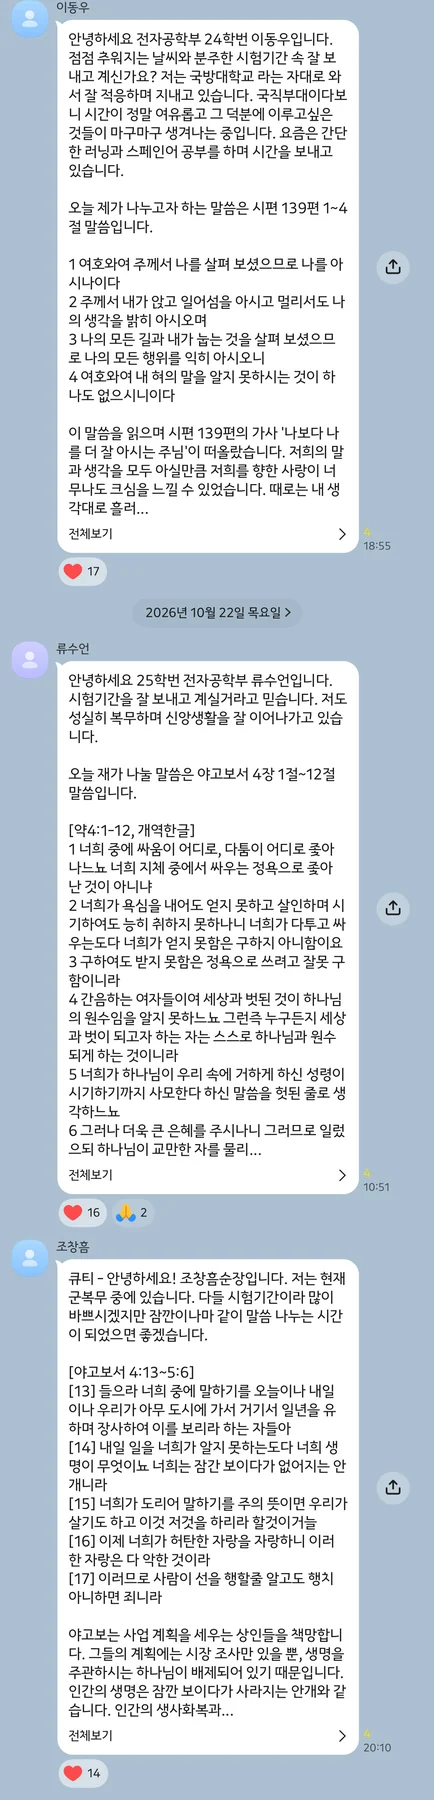 이동우
안녕하세요 전자공학부 24학번 이동우입니다.
점점 추워지는 날씨와 분주한 시험기간 속 잘 보
내고 계신가요? 저는 국방대학교 라는 자대로 와
서 잘 적응하며 지내고 있습니다. 국직부대이다보
니 시간이 정말 여유롭고 그 덕분에 이루고싶은
것들이 마구마구 생겨나는 중입니다. 요즘은 간단
한 러닝과 스페인어 공부를 하며 시간을 보내고
있습니다.
오늘 제가 나누고자 하는 말씀은 시편 139편 1~4
절 말씀입니다.
1 여호와여 주께서 나를 살펴 보셨으므로 나를 아
시나이다
2 주께서 내가 앉고 일어섬을 아시고 멀리서도 나
의 생각을 밝히 아시오며
3 나의 모든 길과 내가 눕는 것을 살펴 보셨으므
로 나의 모든 행위를 익히 아시오니
4 여호와여 내 혀의 말을 알지 못하시는 것이 하
나도 없으시니이다
이 말씀을 읽으며 시편 139편의 가사 '나보다 나
를 더 잘 아시는 주님'이 떠올랐습니다. 저희의 말
과 생각을 모두 아실만큼 저희를 향한 사랑이 너
무나도 크심을 느낄 수 있었습니다. 때로는 내 생
각대로 흘러...
전체보기
4
18:55
17
2026년 10월 22일 목요일
류수언
안녕하세요 25학번 전자공학부 류수언입니다.
시험기간을 잘 보내고 계실거라고 믿습니다. 저도
성실히 복무하며 신앙생활을 잘 이어나가고 있습
니다.
오늘 재가 나눌 말씀은 야고보서 4장 1절~12절
말씀입니다.
[약4:1-12, 개역한글]
1 너희 중에 싸움이 어디로, 다툼이 어디로 좇아
나느뇨 너희 지체 중에서 싸우는 정욕으로 좇아
난 것이 아니냐
2 너희가 욕심을 내어도 얻지 못하고 살인하며 시
기하여도 능히 취하지 못하나니 너희가 다투고 싸
우는도다 너희가 얻지 못함은 구하지 아니함이요
3 구하여도 받지 못함은 정욕으로 쓰려고 잘못 구
함이니라
4 간음하는 여자들이여 세상과 벗된 것이 하나님
의 원수임을 알지 못하느뇨 그런즉 누구든지 세상
과 벗이 되고자 하는 자는 스스로 하나님과 원수
되게 하는 것이니라
5 너희가 하나님이 우리 속에 거하게 하신 성령이
시기하기까지 사모한다 하신 말씀을 헛된 줄로 생
각하느뇨
6 그러나 더욱 큰 은혜를 주시나니 그러므로 일렀
으되 하나님이 교만한 자를 물리...
전체보기
4
10:51
16
2
조창흠
큐티 - 안녕하세요! 조창흠순장입니다. 저는 현재
군복무 중에 있습니다. 다들 시험기간이라 많이
바쁘시겠지만 잠깐이나마 같이 말씀 나누는 시간
이 되었으면 좋겠습니다.
[야고보서 4:13~5:6]
[13] 들으라 너희 중에 말하기를 오늘이나 내일
이나 우리가 아무 도시에 가서 거기서 일년을 유
하며 장사하여 이를 보리라 하는 자들아
[14] 내일 일을 너희가 알지 못하는도다 너희 생
명이 무엇이뇨 너희는 잠간 보이다가 없어지는 안
개니라
[15] 너희가 도리어 말하기를 주의 뜻이면 우리가
살기도 하고 이것 저것을 하리라 할것이거늘
[16] 이제 너희가 허탄한 자랑을 자랑하니 이러
한 자랑은 다 악한 것이라
[17] 이러므로 사람이 선을 행할줄 알고도 행치
아니하면 죄니라
야고보는 사업 계획을 세우는 상인들을 책망합니
다. 그들의 계획에는 시장 조사만 있을 뿐, 생명을
주관하시는 하나님이 배제되어 있기 때문입니다.
인간의 생명은 잠깐 보이다가 사라지는 안개와 같
습니다. 인간의 생사화복과...
전체보기
4
20:10
14